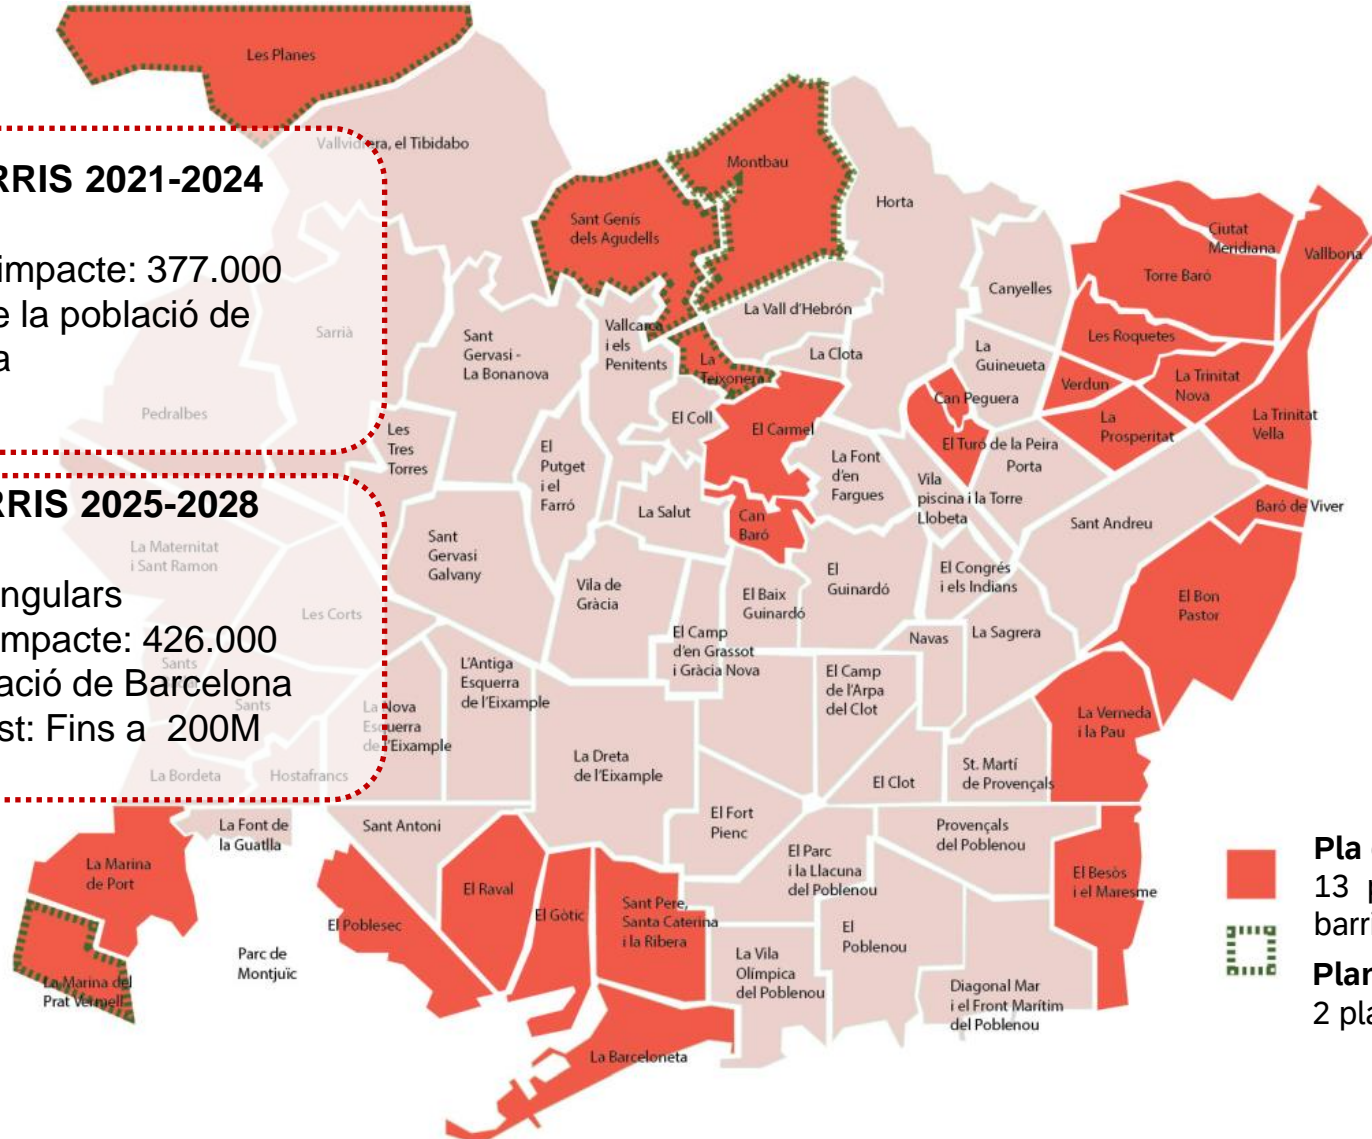 Les Planes
Vallvidrera, el Tibidabo
RRIS 2021-2024
impacte: 377.000
e la població de
a
Sarrià
Pedralbes
Montbau
Horta
Sant Genís
dels Agudells
Ciutat
Meridiana
Vallbona
Torre Baró
Canyelles
La Vall d'Hebrón
Vallcarca
i els
Penitents
Sant
Gervasi -
La Bonanova
La
Teixonera
La Clota
La
Guineueta
Les Roquetes
Verdun
La Trinitat
Nova
Can Peguera
El Coll
El Carmel
La
Prosperitat
La Trinitat
Vella
Les
Tres
Torres
El
Putget
i el
Farró
El Turó de la Peira
Porta
La Font
d'en
Fargues
Vila
piscina i la Torre
Llobeta
La Salut
Can
Baró
Sant Andreu
Baró de Viver
RRIS 2025-2028
ngulars
impacte: 426.000
ació de Barcelona
st: Fins a 200M
La Maternitat
i Sant Ramon
Les Corts
Sants
Sants
La Bordeta
Hostafrancs
La Nova
Esquerra
de l'Eixample
Sant
Gervasi
Galvany
Vila de
Gràcia
El Baix
Guinardó
El
Guinardó
El Congrés
i els Indians
El Bon
Pastor
El Camp
d'en Grassot
i Gràcia Nova
Navas
La Sagrera
L'Antiga
Esquerra
de l'Eixample
El Camp
de l'Arpa
del Clot
La Verneda
i la Pau
La Dreta
de l'Eixample
El Clot
St. Martí
de Provençals
La Font de
la Guatlla
Sant Antoni
El Fort
Pienc
Provençals
del Poblenou
La Marina
de Port
El Parc
i la Llacuna
del Poblenou
El Besòs
i el Maresme
El Raval
El Gòtic
Sant Pere,
Santa Caterina
i la Ribera
El Poblesec
El
Poblenou
Parc de
Montjuïc
La Vila
Olímpica
del Poblenou
La Marina del
Prat Vermell
Diagonal Mar
i el Front Marítim
del Poblenou
La Barceloneta
Pla
13 p
barr
Plan
2 pla